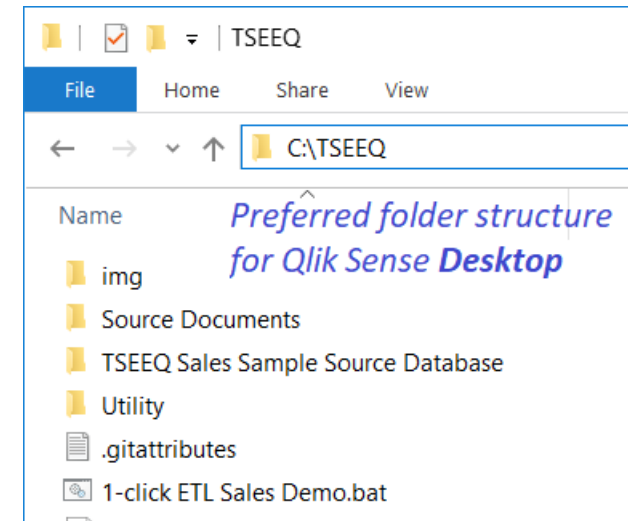 TSEEQ
File Home Share View
C:\TSEEQ
Name
Preferred folder structure
for Qlik Sense Desktop
img
Source Documents
TSEEQ Sales Sample Source Database
Utility
.gitattributes
1-click ETL Sales Demo.bat